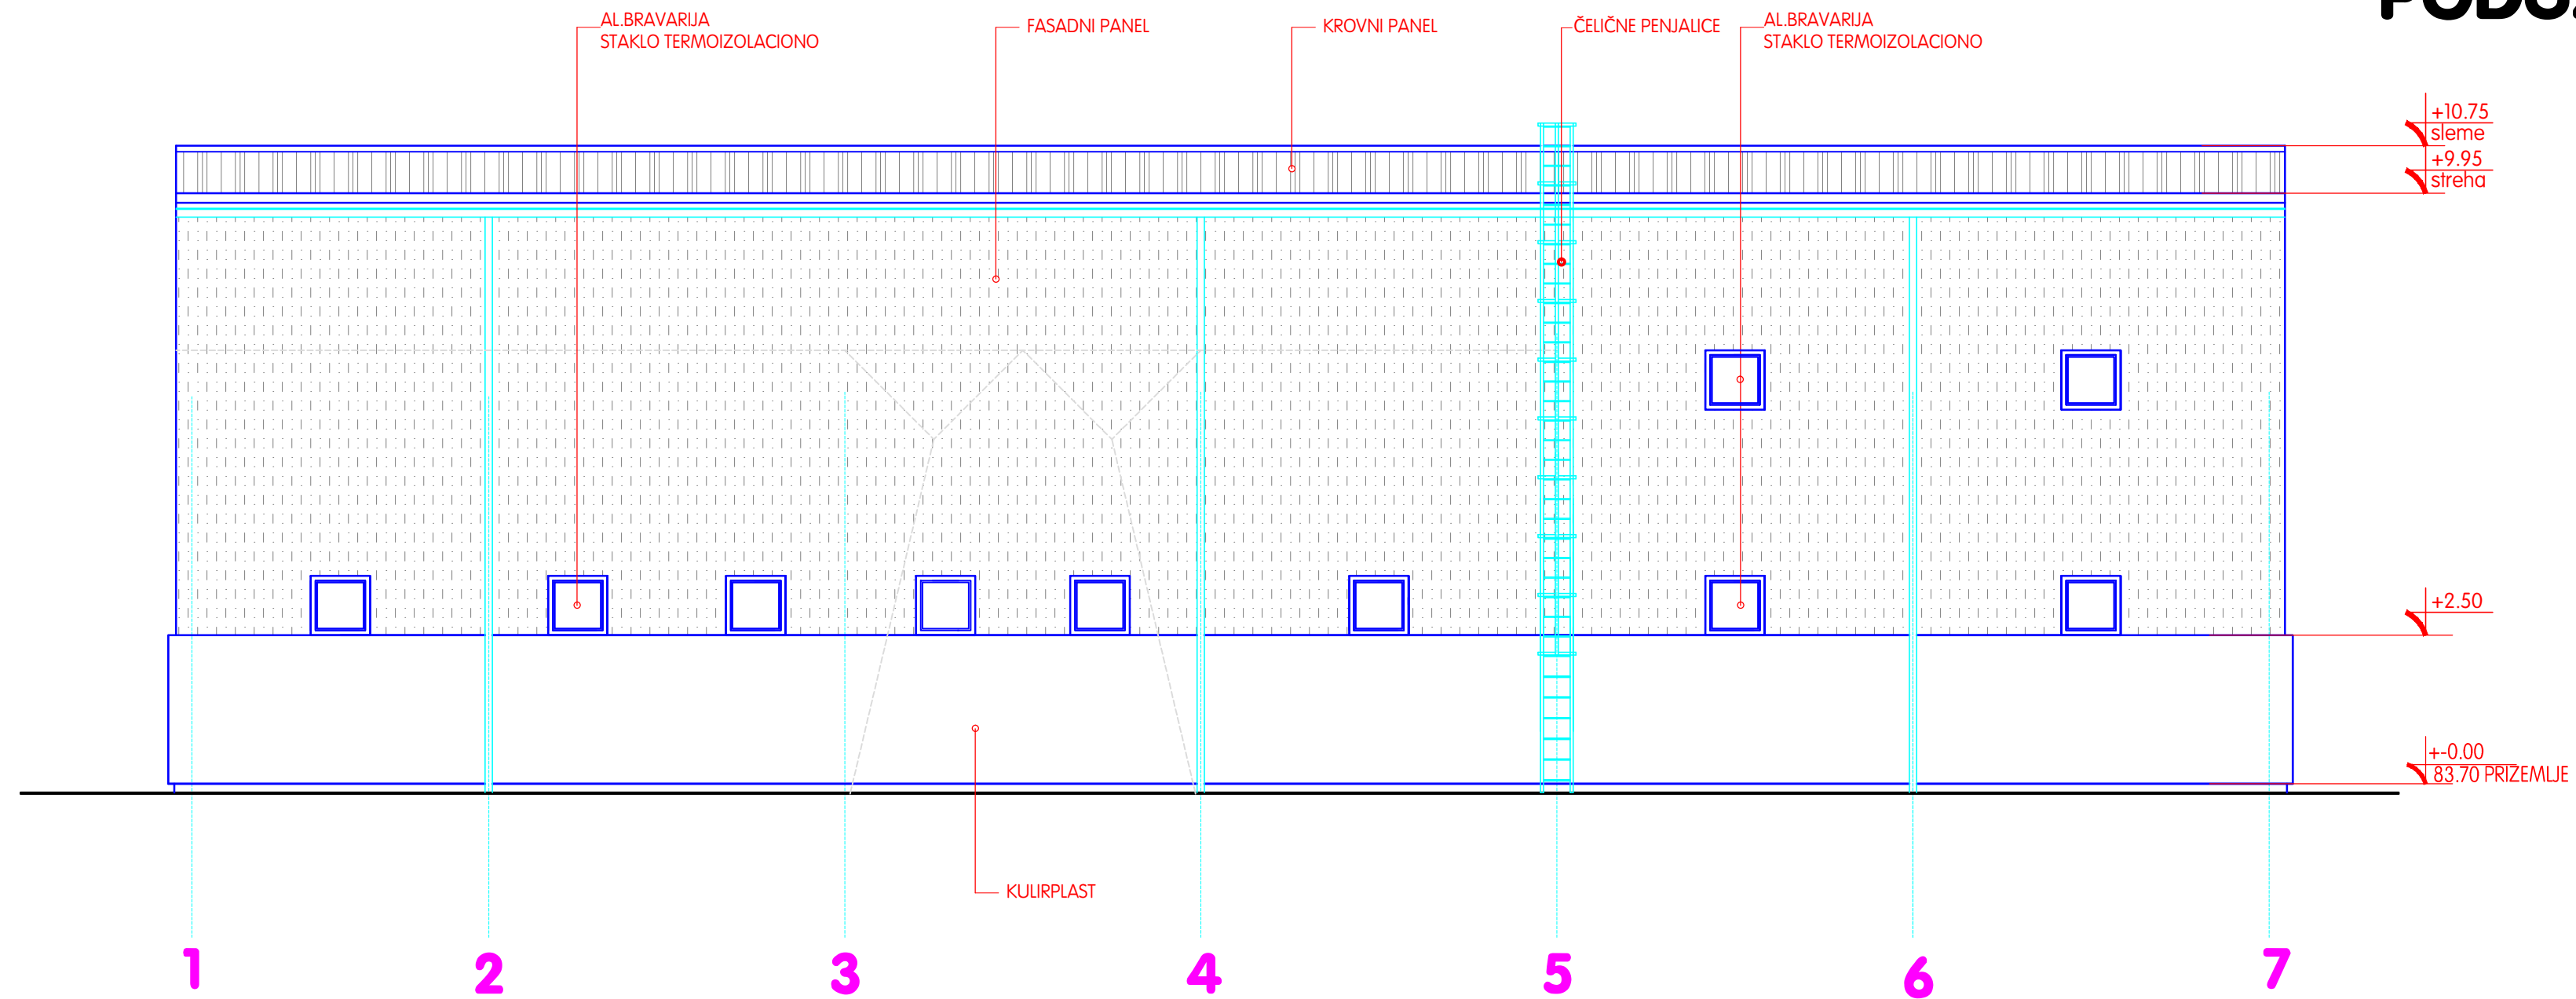 AL.BRAVARIJA
STAKLO TERMOIZOLACIONO
FASADNI PANEL
KROVNI PANEL
ČELIČNE PENJALICE
AL.BRAVARIJA
STAKLO TERMOIZOLACIONO
+10.75
sleme
+9.95
streha
+2.50
+-0.00
83.70 PRIZEMLJE
KULIRPLAST
1
2
3
4
5
6
7